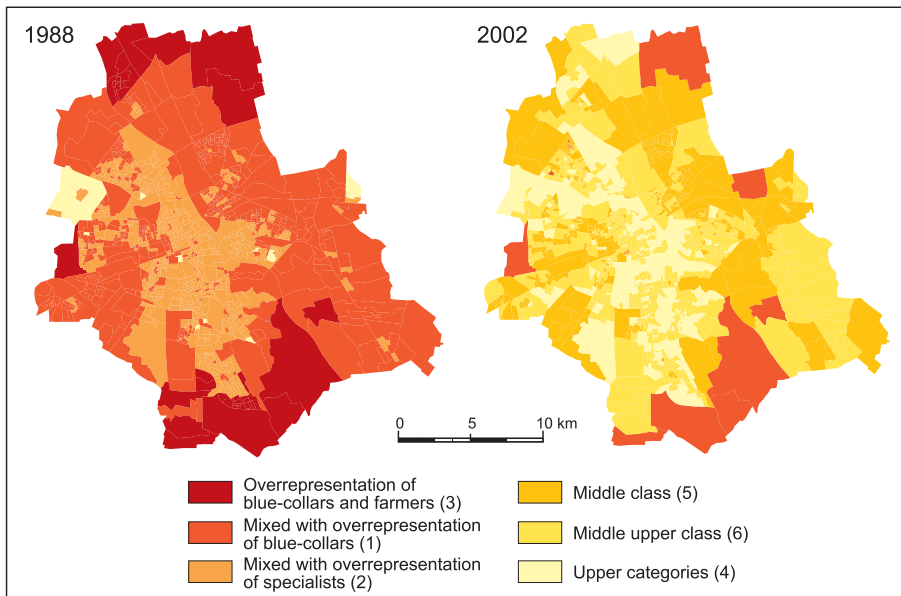 1988
2002
0 5 10 km
Overrepresentation of
blue-collars and farmers (3)
Mixed with overrepresentation
of blue-collars (1)
Mixed with overrepresentation
of specialists (2)
Middle class (5)
Middle upper class (6)
Upper categories (4)